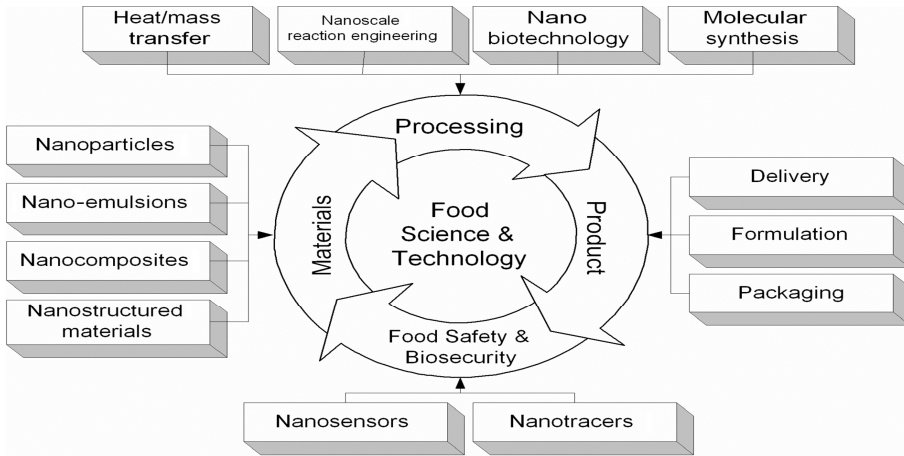 Heat/mass
transfer
Nanoscale
reaction engineering
Nano
biotechnology
Molecular
synthesis
Processing
Nanoparticles
Nano-emulsions
Nanocomposites
Nanostructured
materials
Materials
Food
Science &
Technology
Product
Delivery
Formulation
Packaging
Food Safety &
Biosecurity
Nanosensors
Nanotracers